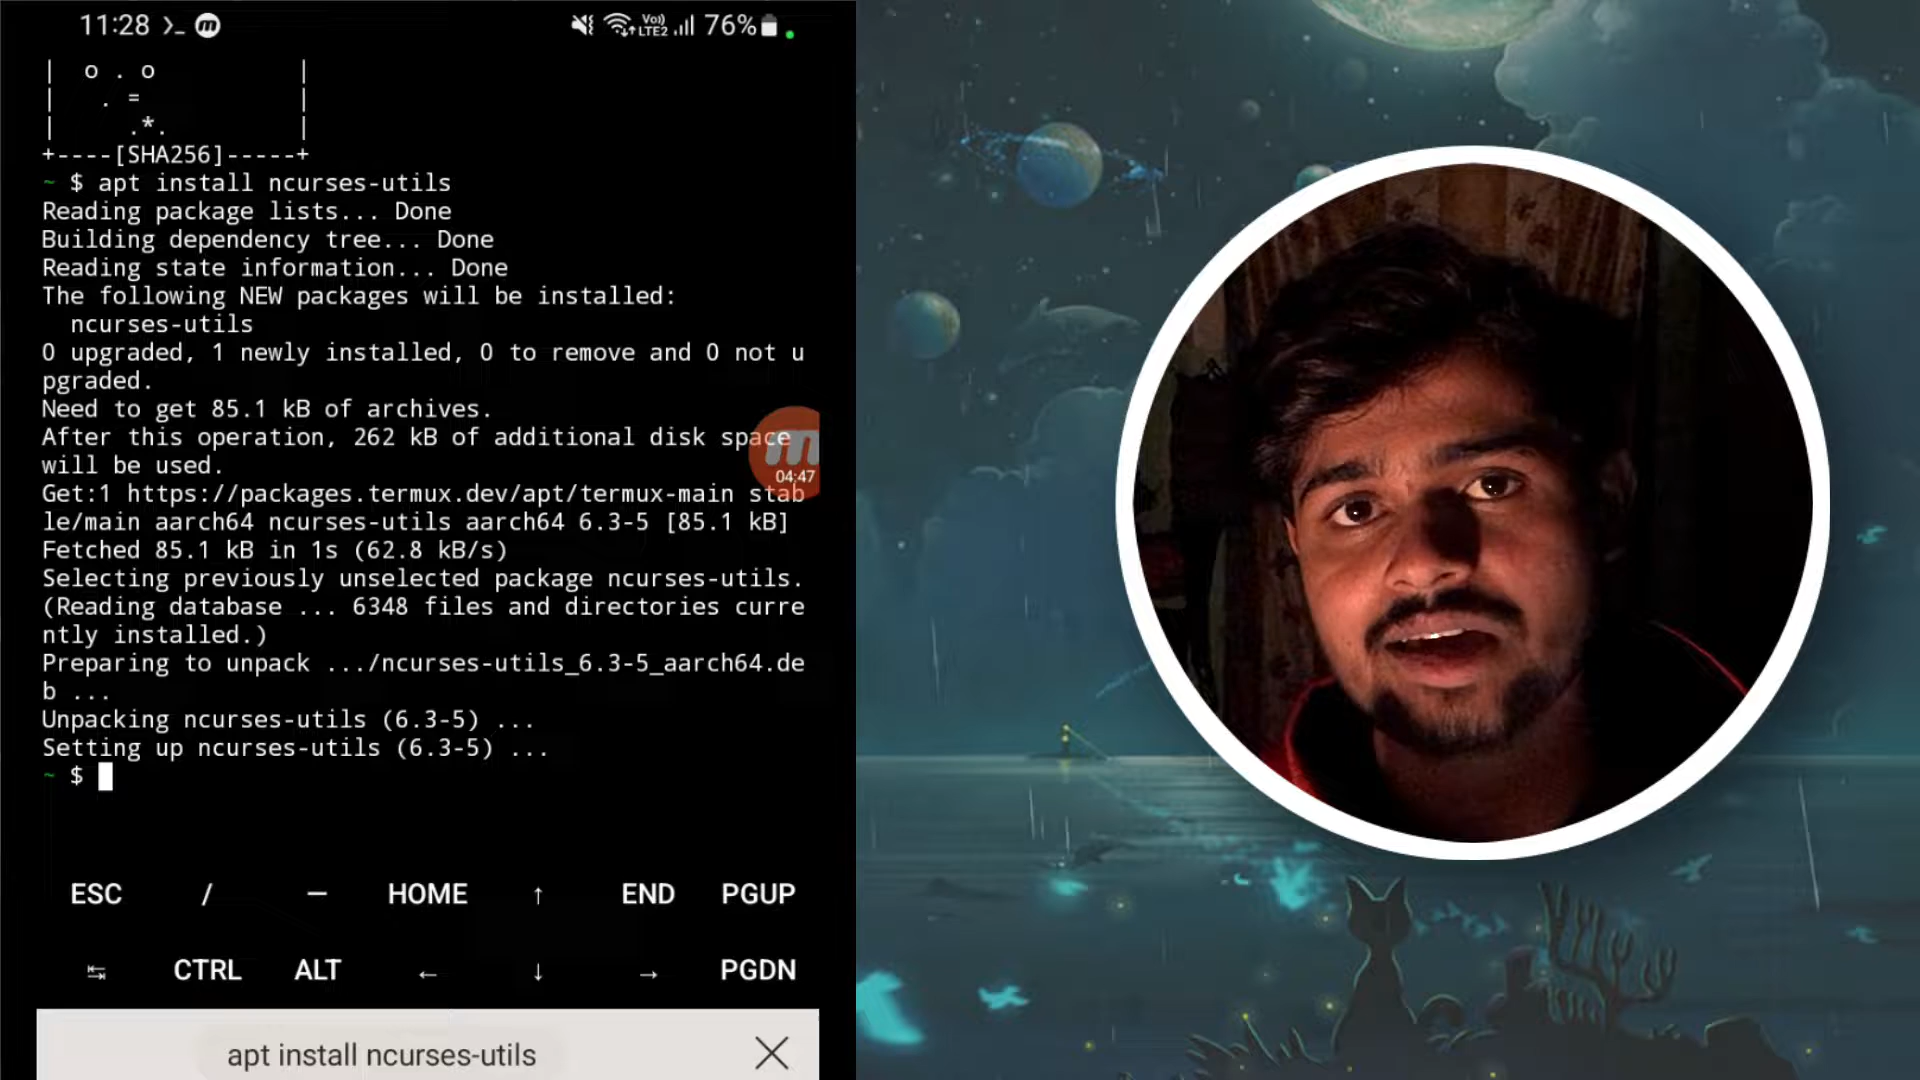 11:28 >_ m Vo)) LTE2 76%
| o . o |
| . = |
| .*. |
+----[SHA256]-----+
~ $ apt install ncurses-utils
Reading package lists... Done
Building dependency tree... Done
Reading state information... Done
The following NEW packages will be installed:
ncurses-utils
0 upgraded, 1 newly installed, 0 to remove and 0 not u
pgraded.
Need to get 85.1 kB of archives.
After this operation, 262 kB of additional disk space
will be used.
m
04:47
Get:1 https://packages.termux.dev/apt/termux-main stab
le/main aarch64 ncurses-utils aarch64 6.3-5 [85.1 kB]
Fetched 85.1 kB in 1s (62.8 kB/s)
Selecting previously unselected package ncurses-utils.
(Reading database ... 6348 files and directories curre
ntly installed.)
Preparing to unpack .../ncurses-utils_6.3-5_aarch64.de
b ...
Unpacking ncurses-utils (6.3-5) ...
Setting up ncurses-utils (6.3-5) ...
~ $
ESC / — HOME ↑ END PGUP
↹ CTRL ALT ← ↓ → PGDN
apt install ncurses-utils